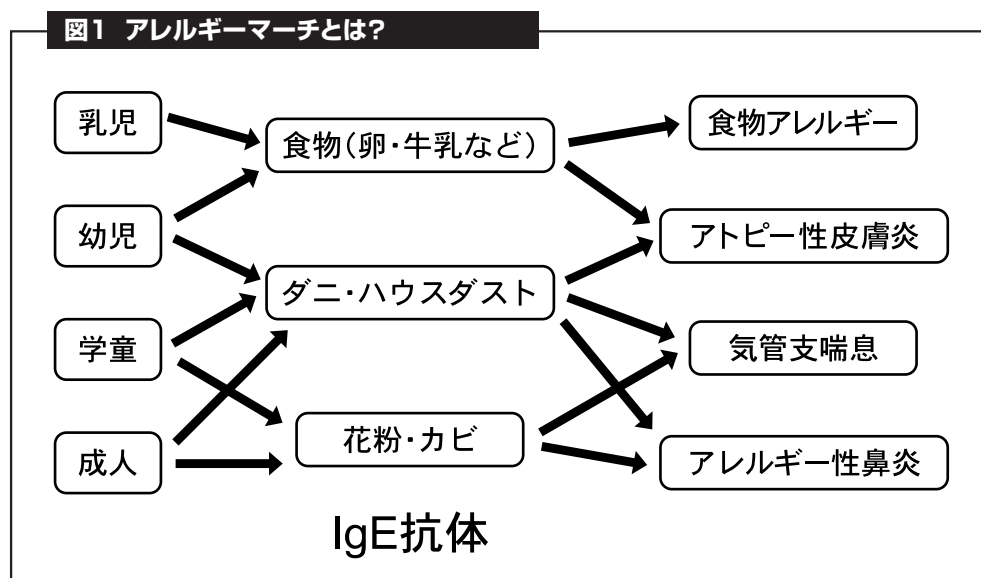 図1 アレルギーマーチとは？
乳児
幼児
学童
成人
食物（卵・牛乳など）
ダニ・ハウスダスト
花粉・カビ
食物アレルギー
アトピー性皮膚炎
気管支喘息
アレルギー性鼻炎
IgE抗体